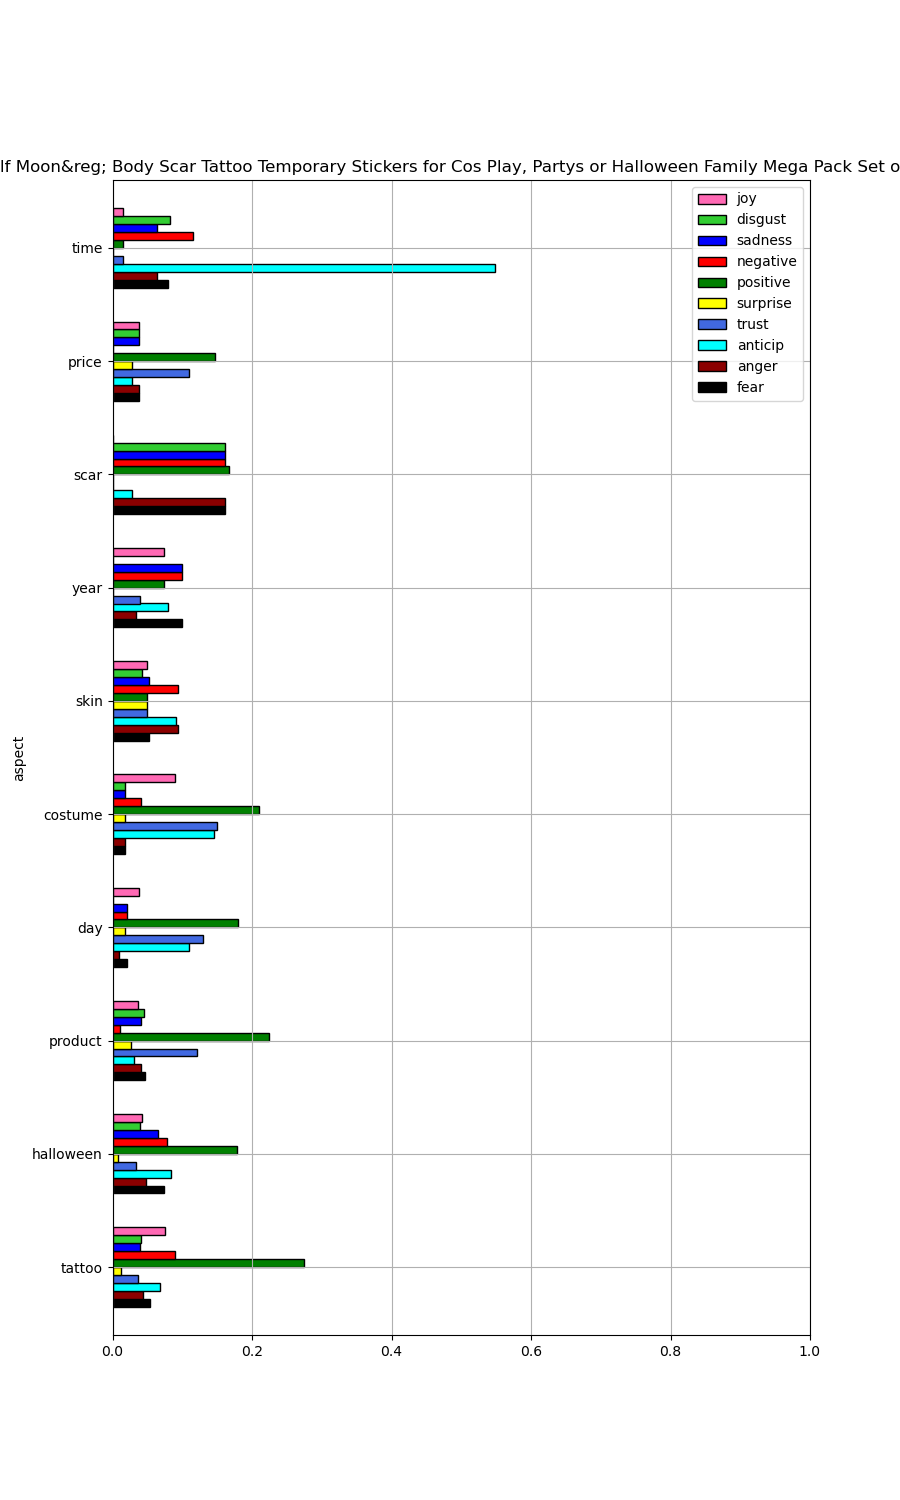 lf Moon&reg; Body Scar Tattoo Temporary Stickers for Cos Play, Partys or Halloween Family Mega Pack Set o
joy
disgust
sadness
negative
positive
surprise
trust
anticip
anger
fear
time
price
scar
year
skin
costume
day
product
halloween
tattoo
aspect
0.0 0.2 0.4 0.6 0.8 1.0